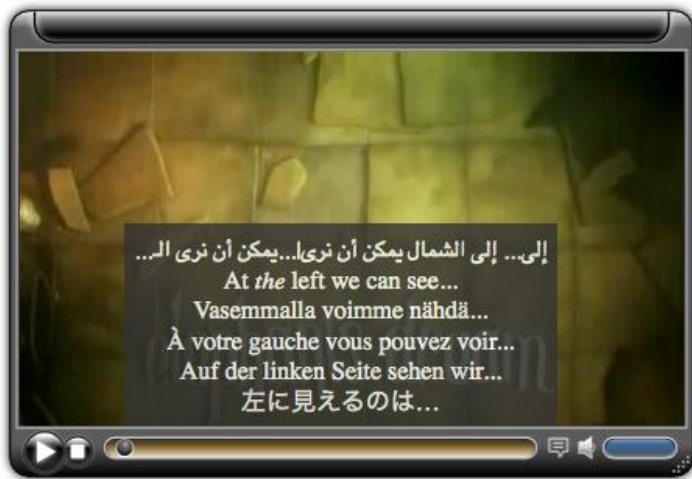 إلى... إلى الشمال يمكن أن نرى...يمكن أن نرى الـ...
At the left we can see...
Vasemmalla voimme nähdä...
À votre gauche vous pouvez voir...
Auf der linken Seite sehen wir...
左に見えるのは...